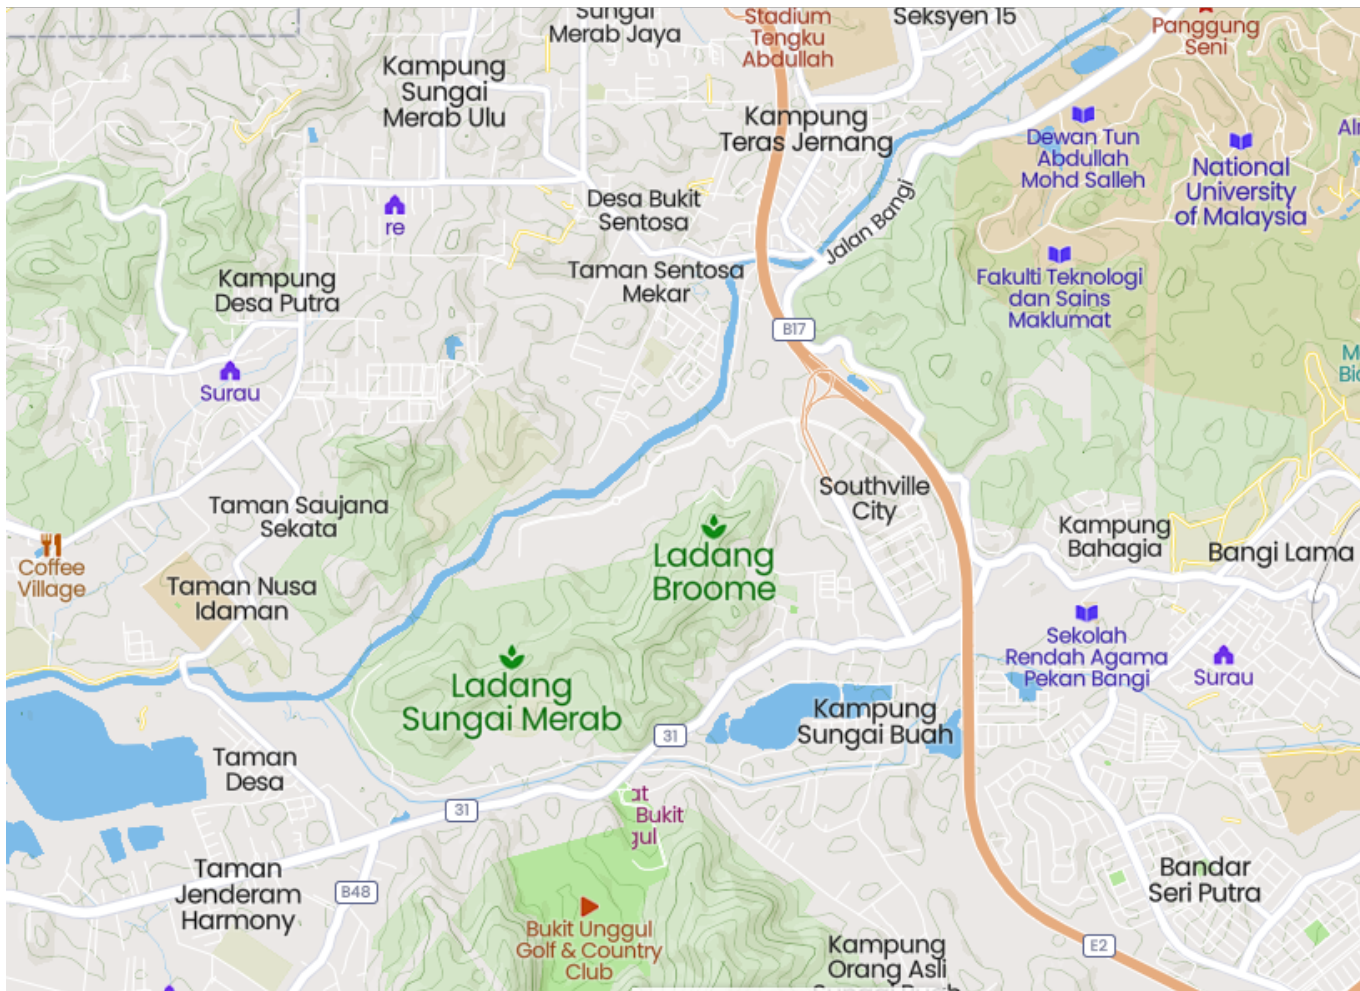 Sungai
Merab Jaya
Stadium
Tengku
Abdullah
Seksyen 15
Panggung
Seni
Kampung
Sungai
Merab Ulu
Kampung
Teras Jernang
Dewan Tun
Abdullah
Mohd Salleh
National
University
of Malaysia
re
Desa Bukit
Sentosa
Jalan Bangi
Kampung
Desa Putra
Taman Sentosa
Mekar
Fakulti Teknologi
dan Sains
Maklumat
B17
Surau
Southville
City
Taman Saujana
Sekata
Kampung
Bahagia
Bangi Lama
Coffee
Village
Ladang
Broome
Taman Nusa
Idaman
Sekolah
Rendah Agama
Pekan Bangi
Surau
Ladang
Sungai Merab
Kampung
Sungai Buah
31
Taman
Desa
31
at
Bukit
gul
Taman
Jenderam
Harmony
B48
Bandar
Seri Putra
Bukit Unggul
Golf & Country
Club
Kampung
Orang Asli
E2